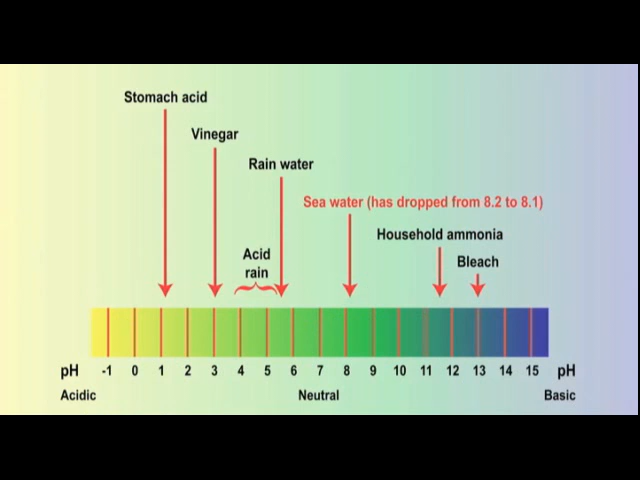 Stomach acid
Vinegar
Rain water
Sea water (has dropped from 8.2 to 8.1)
Household ammonia
Acid
rain
Bleach
pH -1 0 1 2 3 4 5 6 7 8 9 10 11 12 13 14 15 pH
Acidic Neutral Basic